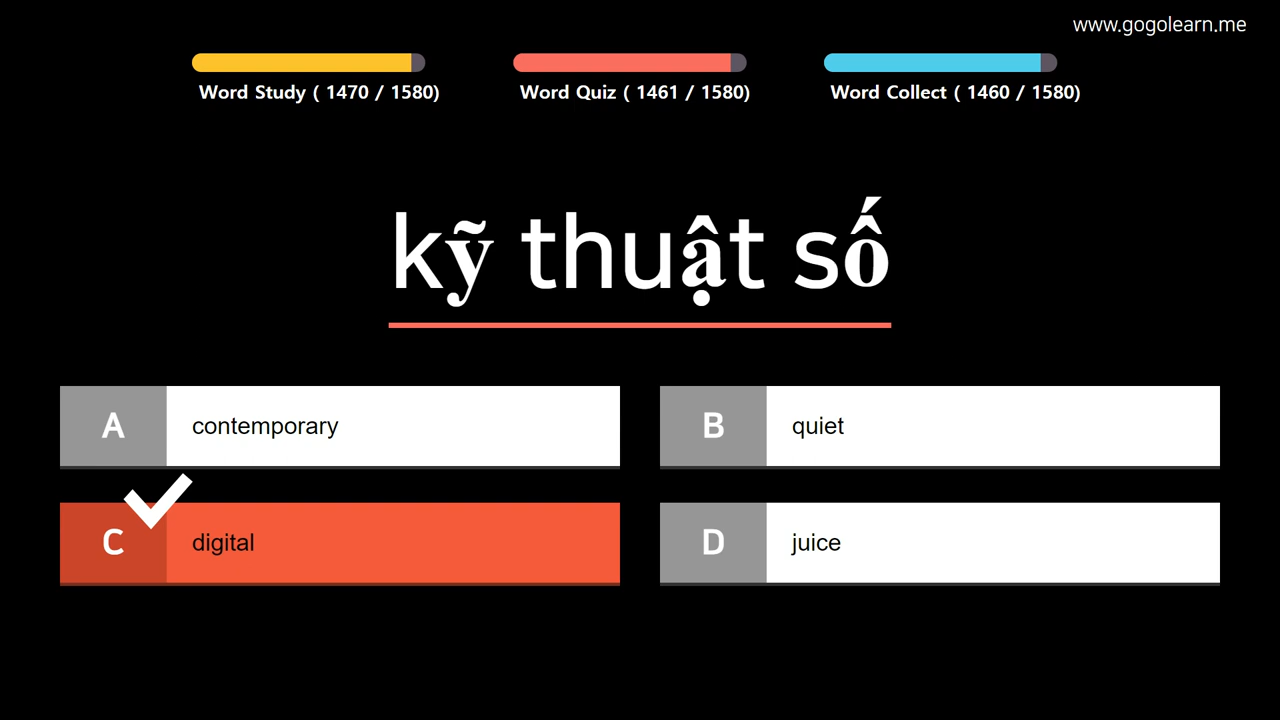 www.gogolearn.me
Word Study ( 1470 / 1580)
Word Quiz ( 1461 / 1580)
Word Collect ( 1460 / 1580)
kỹ thuật số
A contemporary
B quiet
C digital
D juice